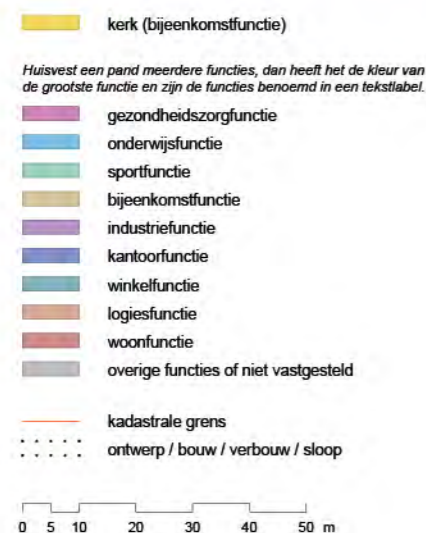 kerk (bijeenkomstfunctie)
Huisvest een pand meerdere functies, dan heeft het de kleur van
de grootste functie en zijn de functies benoemd in een tekstlabel.
gezondheidszorgfunctie
onderwijsfunctie
sportfunctie
bijeenkomstfunctie
industriefunctie
kantoorfunctie
winkelfunctie
logiesfunctie
woonfunctie
overige functies of niet vastgesteld
kadastrale grens
ontwerp / bouw / verbouw / sloop
0 5 10 20 30 40 50 m